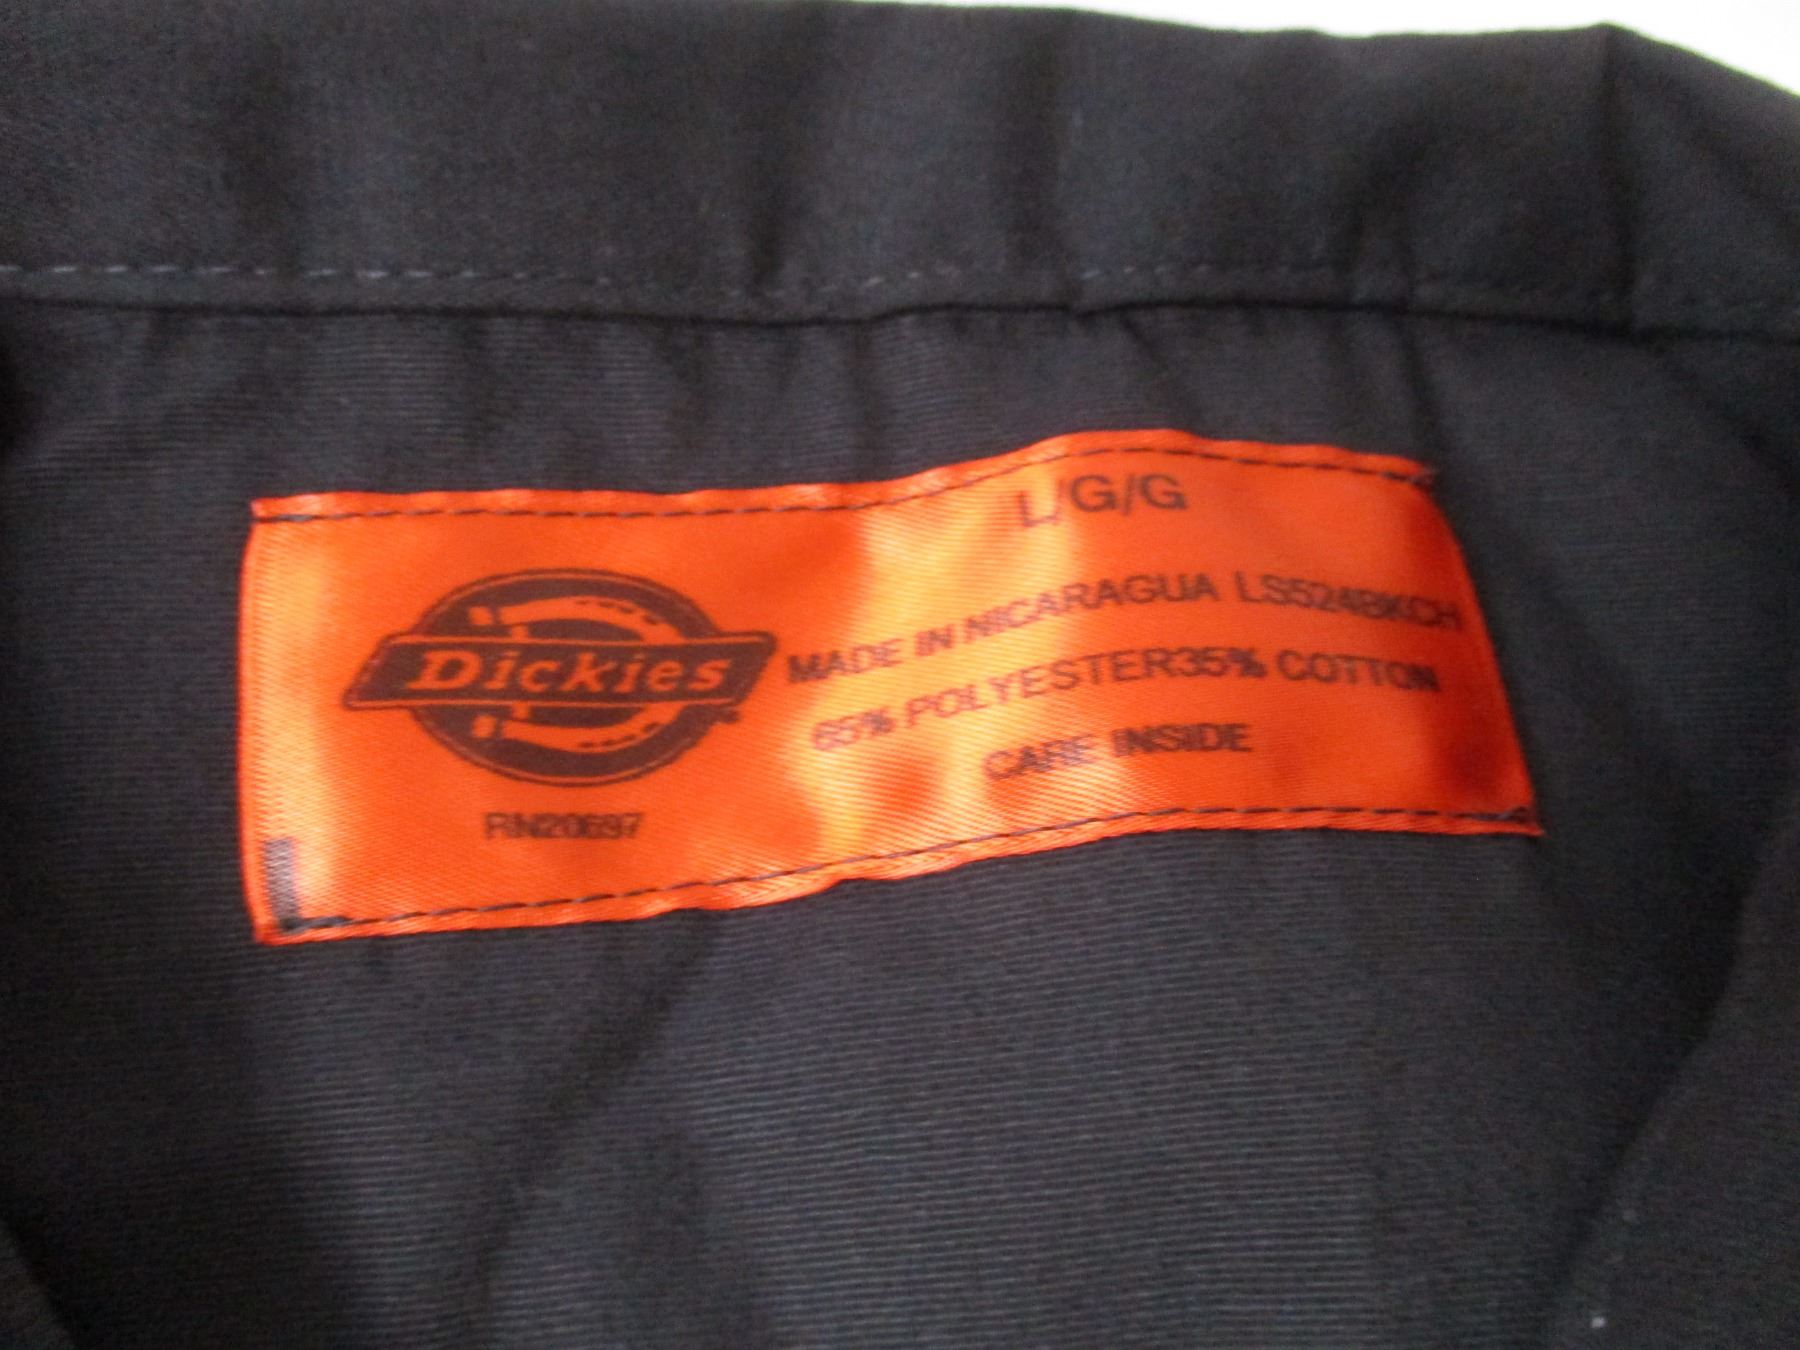 L/G/G
Dickies
MADE IN NICARAGUA LS524BKCH
65% POLYESTER35% COTTON
CARE INSIDE
RN20697